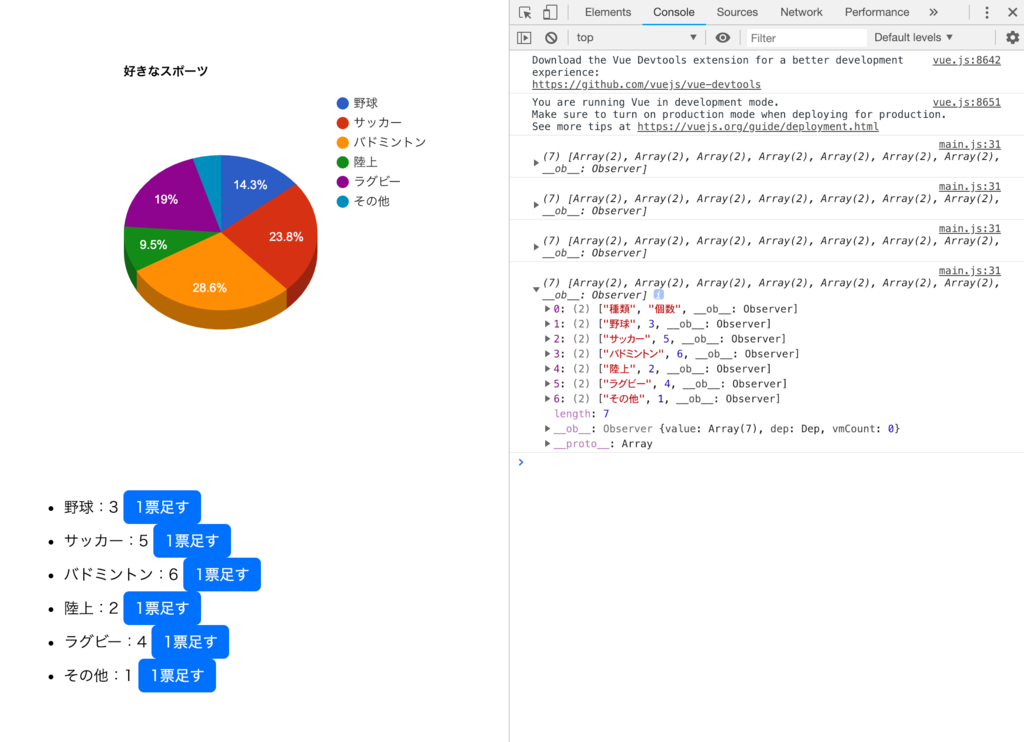 好きなスポーツ
野球
サッカー
バドミントン
陸上
ラグビー
その他
14.3%
19%
23.8%
9.5%
28.6%
野球：3 1票足す
サッカー：5 1票足す
バドミントン：6 1票足す
陸上：2 1票足す
ラグビー：4 1票足す
その他：1 1票足す
Elements Console Sources Network Performance »
top Filter Default levels
Download the Vue Devtools extension for a better development vue.js:8642
experience:
https://github.com/vuejs/vue-devtools
You are running Vue in development mode. vue.js:8651
Make sure to turn on production mode when deploying for production.
See more tips at https://vuejs.org/guide/deployment.html
main.js:31
(7) [Array(2), Array(2), Array(2), Array(2), Array(2), Array(2), Array(2),
__ob__: Observer]
main.js:31
(7) [Array(2), Array(2), Array(2), Array(2), Array(2), Array(2), Array(2),
__ob__: Observer]
main.js:31
(7) [Array(2), Array(2), Array(2), Array(2), Array(2), Array(2), Array(2),
__ob__: Observer]
main.js:31
(7) [Array(2), Array(2), Array(2), Array(2), Array(2), Array(2), Array(2),
__ob__: Observer] i
0: (2) ["種類", "個数", __ob__: Observer]
1: (2) ["野球", 3, __ob__: Observer]
2: (2) ["サッカー", 5, __ob__: Observer]
3: (2) ["バドミントン", 6, __ob__: Observer]
4: (2) ["陸上", 2, __ob__: Observer]
5: (2) ["ラグビー", 4, __ob__: Observer]
6: (2) ["その他", 1, __ob__: Observer]
length: 7
__ob__: Observer {value: Array(7), dep: Dep, vmCount: 0}
__proto__: Array